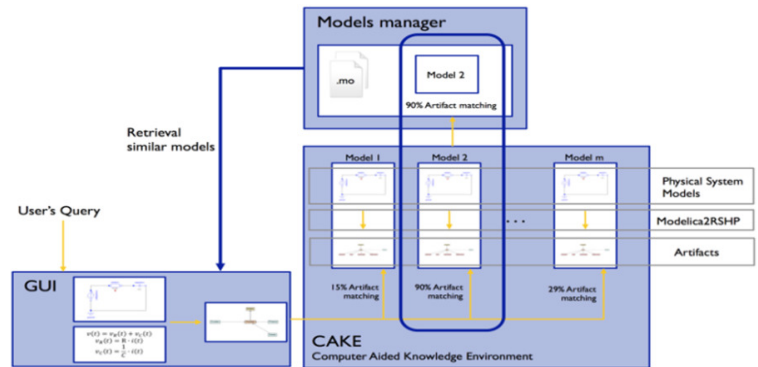 Models manager
.mo
Model 2
90% Artifact matching
Retrieval
similar models
User's Query
Model 1
Model 2
Model m
Physical System
Models
Modelica2RSHP
...
Artifacts
15% Artifact
matching
90% Artifact
matching
29% Artifact
matching
GUI
v(t) = v_R(t) + v_C(t)
v_R(t) = R · i(t)
v_C(t) = 1/C · i(t)
CAKE
Computer Aided Knowledge Environment